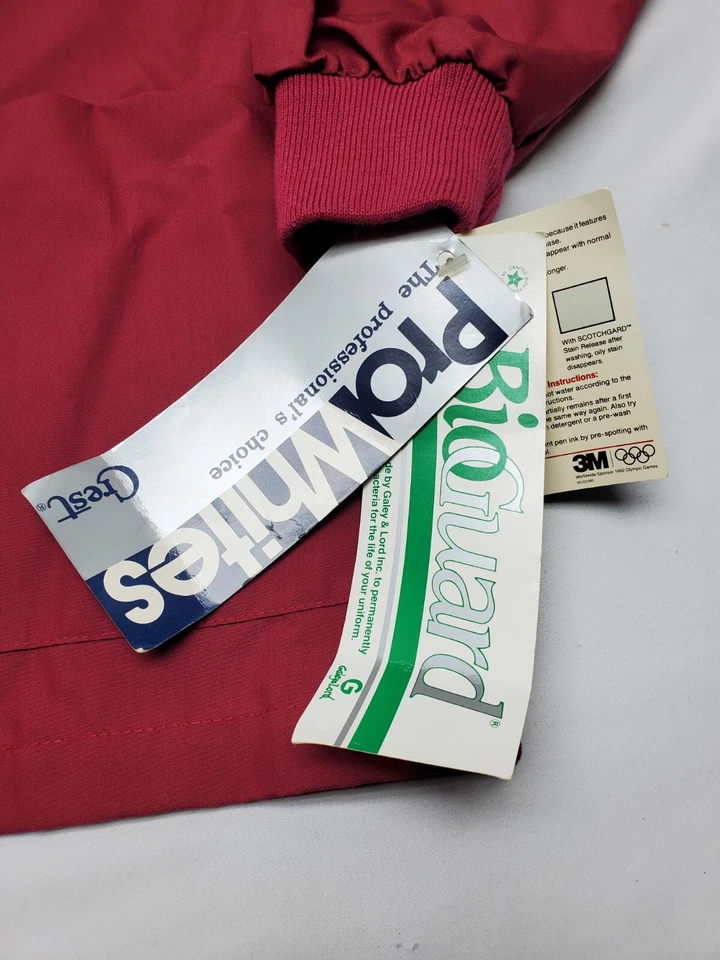 ProWhites
The professional's choice
Crest®
BioGuard®
by Galey & Lord Inc. to permanently
for the life of your uniform.
G
Galey & Lord
CRAFTED WITH
because it features
appear with normal
longer.
With SCOTCHGARD™
Stain Release after
washing, oily stain
disappears.
Instructions:
water according to the
remains after a first
same way again. Also try
detergent or a pre-wash
pen ink by pre-spotting with
3M
Worldwide Sponsor 1992 Olympic Games